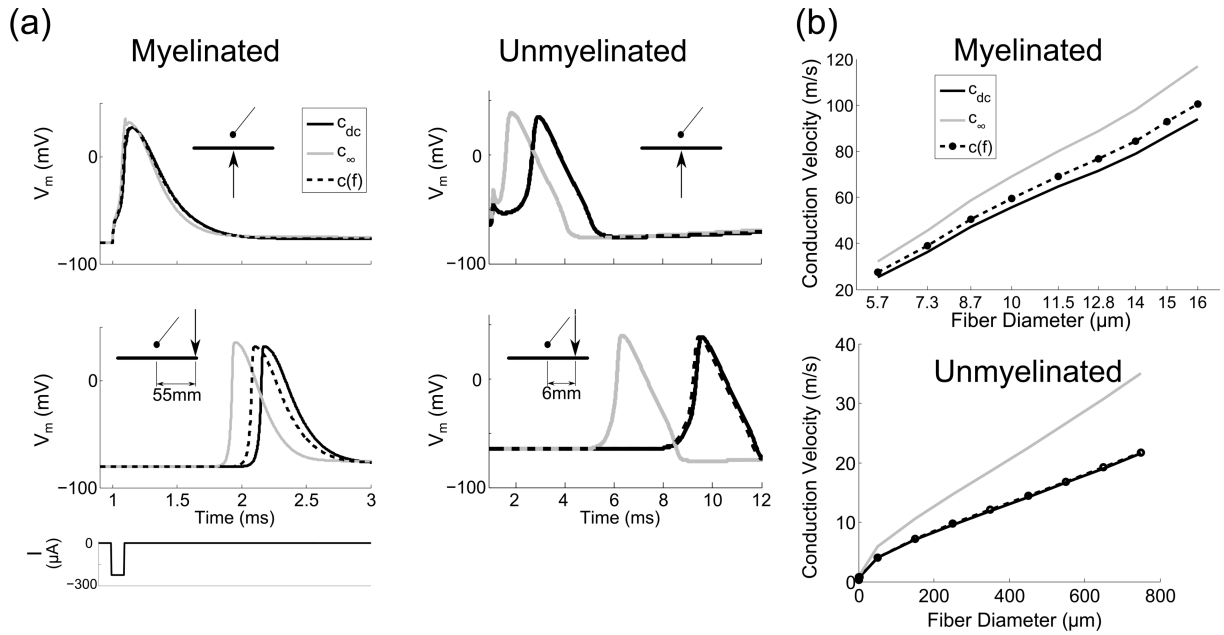 (a)
Myelinated
Unmyelinated
V_m (mV)
0
−100
c_dc
c_∞
c(f)
V_m (mV)
0
−100
V_m (mV)
0
−100
55mm
1
1.5
2
2.5
3
Time (ms)
V_m (mV)
0
−100
6mm
2
4
6
8
10
12
Time (ms)
I (µA)
0
−300
(b)
Myelinated
Conduction Velocity (m/s)
120
100
80
60
40
20
c_dc
c_∞
c(f)
5.7
7.3
8.7
10
11.5
12.8
14
15
16
Fiber Diameter (µm)
Unmyelinated
Conduction Velocity (m/s)
40
30
20
10
0
0
200
400
600
800
Fiber Diameter (µm)